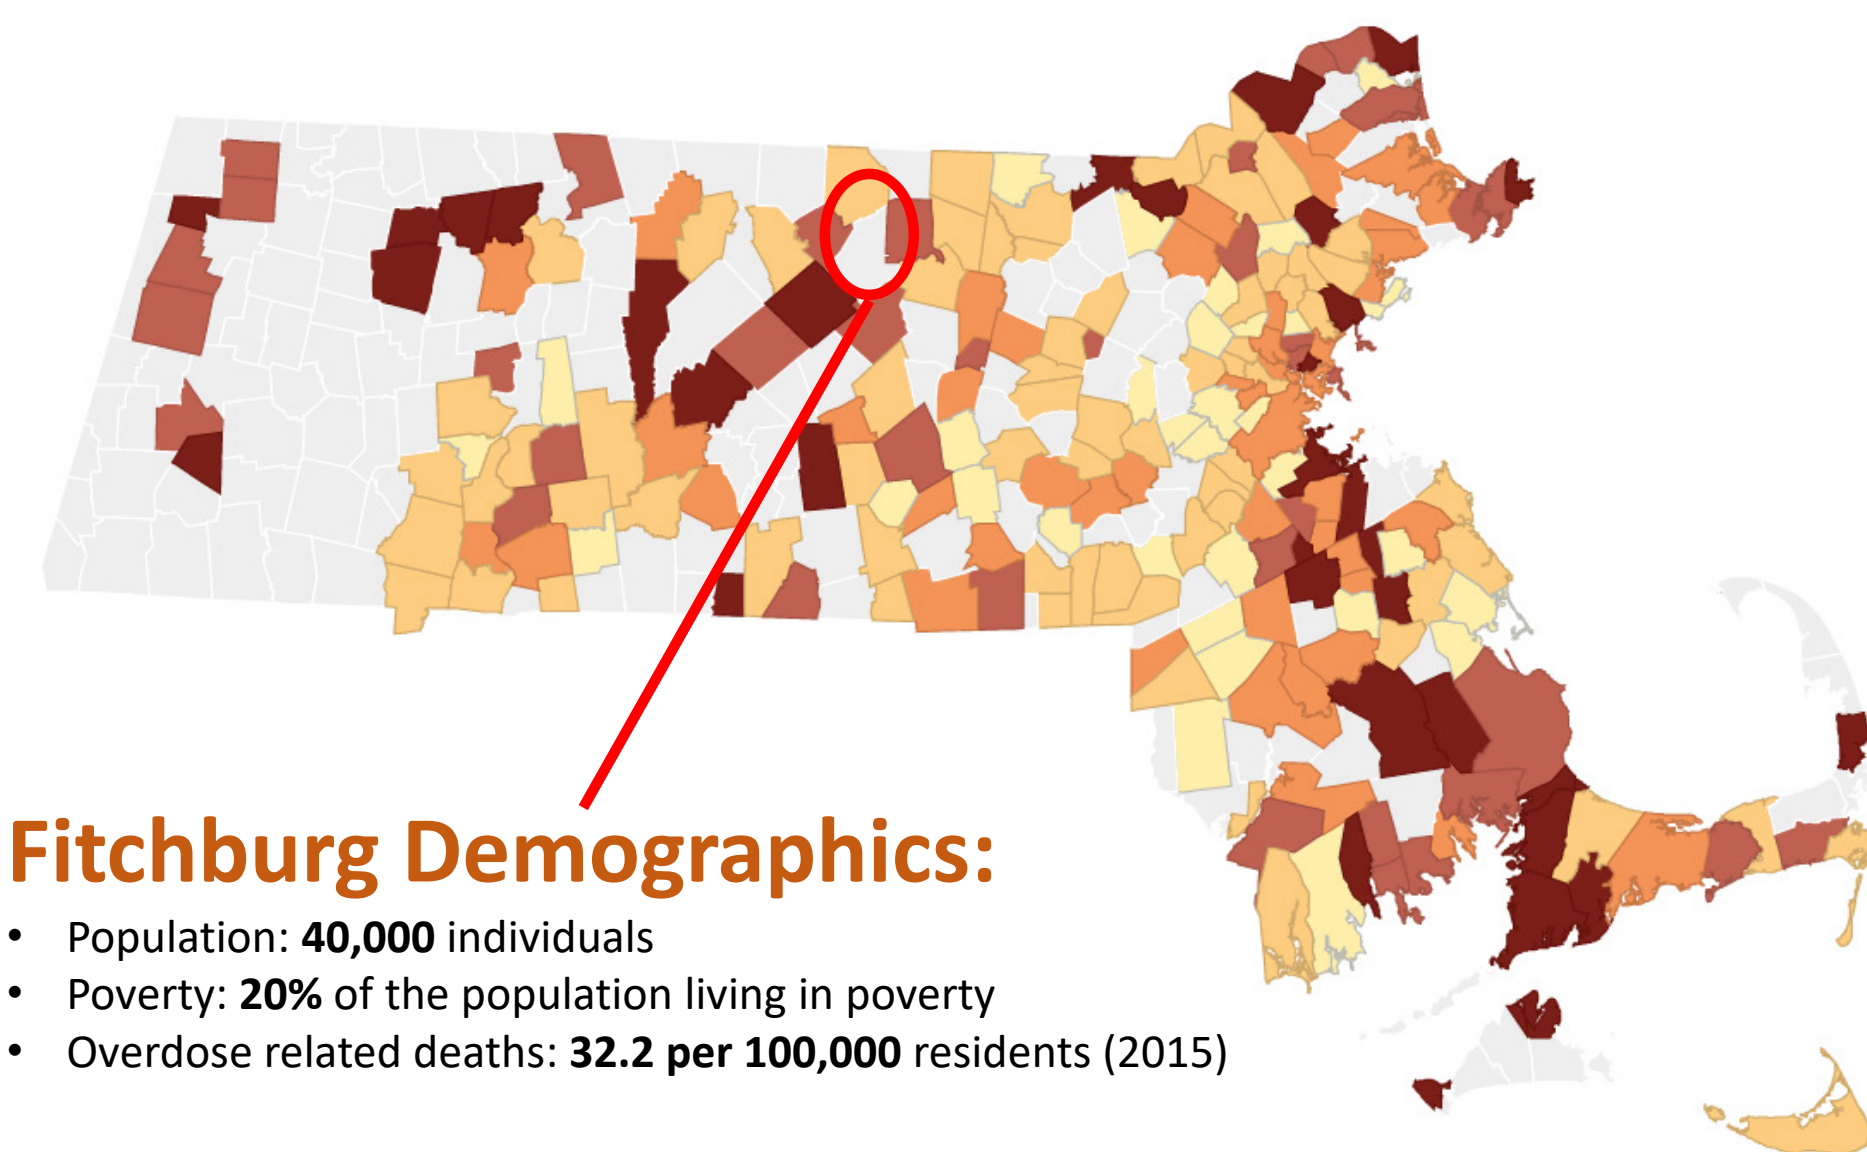 Fitchburg Demographics:
• Population: 40,000 individuals
• Poverty: 20% of the population living in poverty
• Overdose related deaths: 32.2 per 100,000 residents (2015)